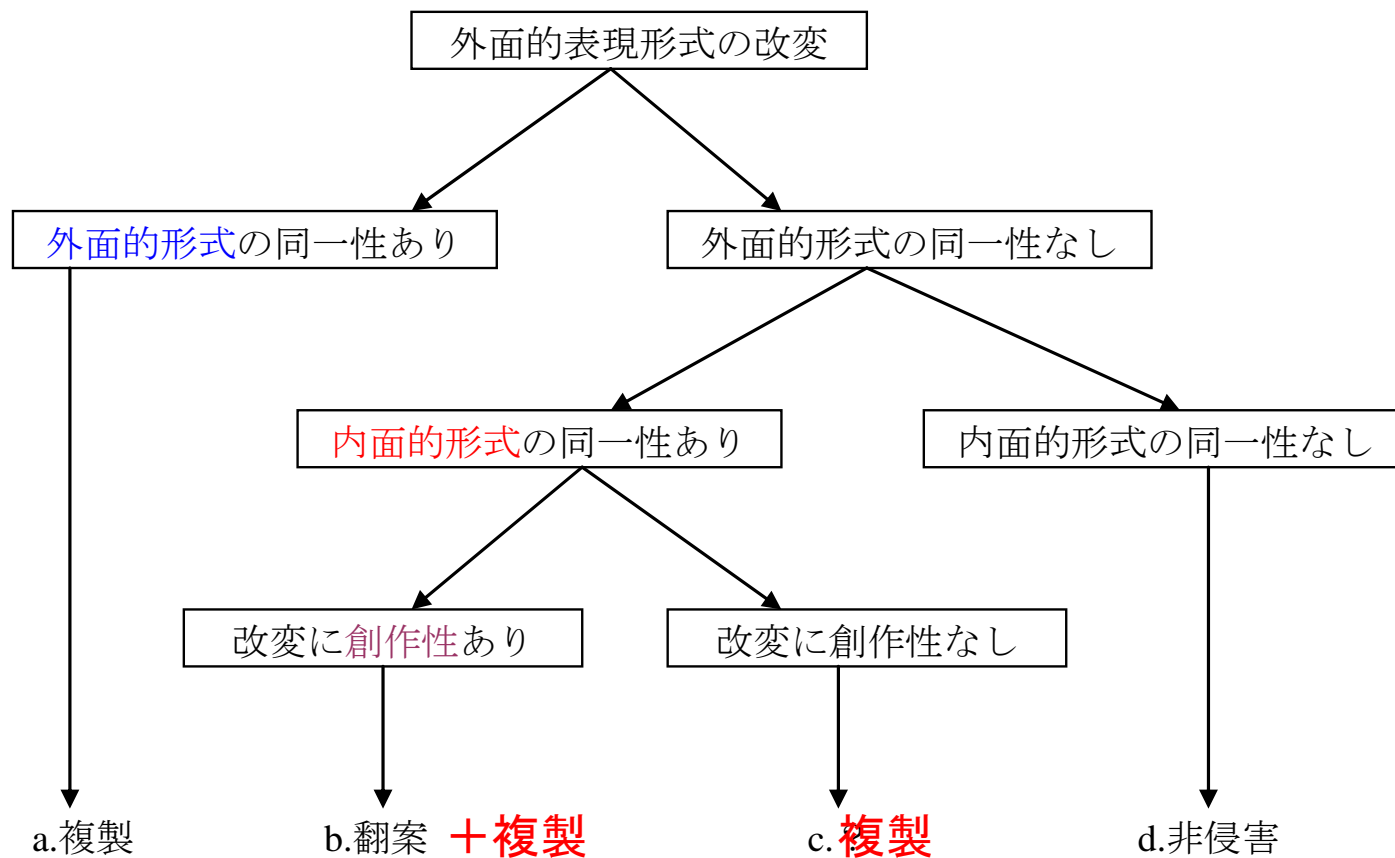 外面的表現形式の改変
外面的形式の同一性あり
外面的形式の同一性なし
内面的形式の同一性あり
内面的形式の同一性なし
改変に創作性あり
改変に創作性なし
a.複製
b.翻案 +複製
c.?複製
d.非侵害